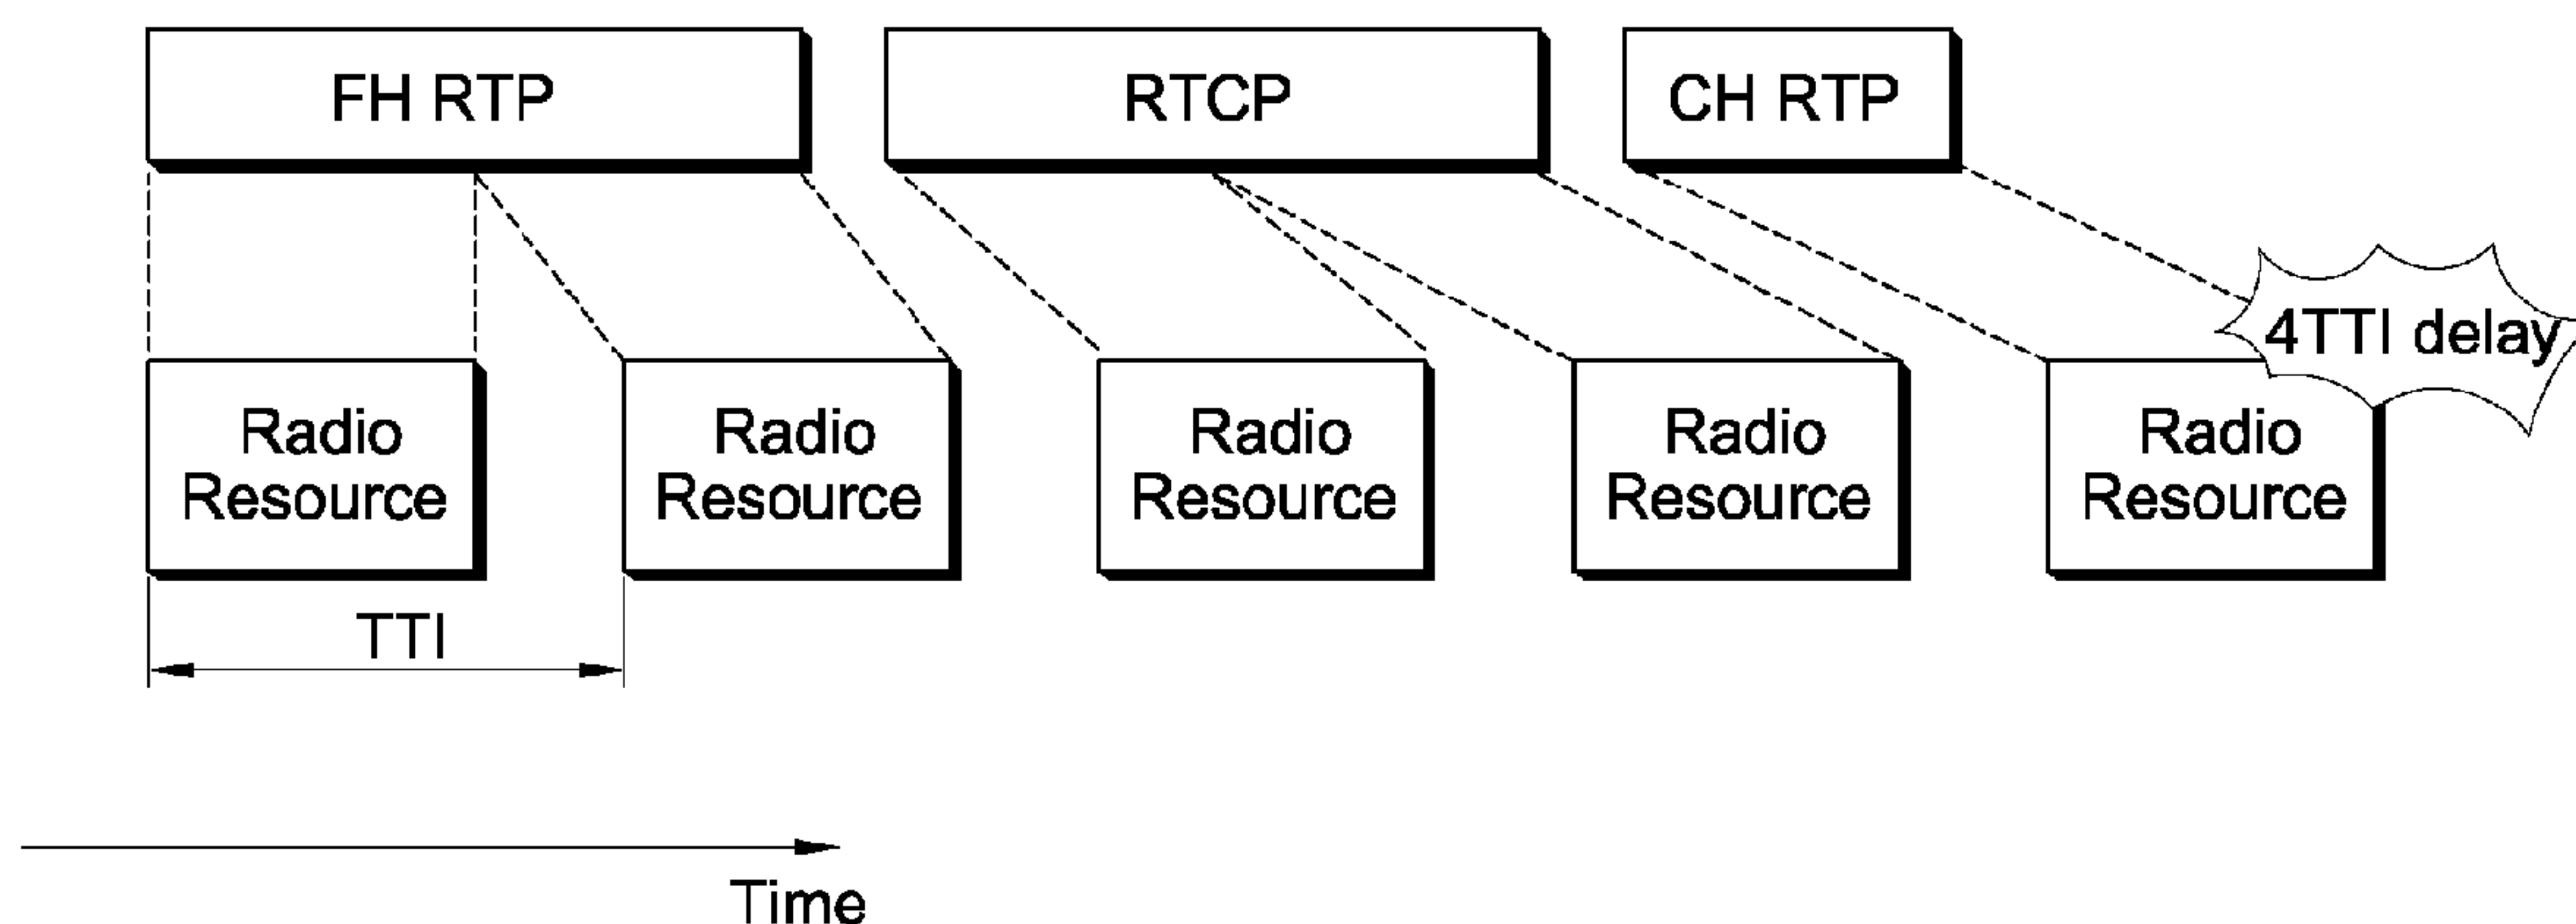 FH RTP
RTCP
CH RTP
4TTI delay
Radio
Resource
Radio
Resource
Radio
Resource
Radio
Resource
Radio
Resource
TTI
Time